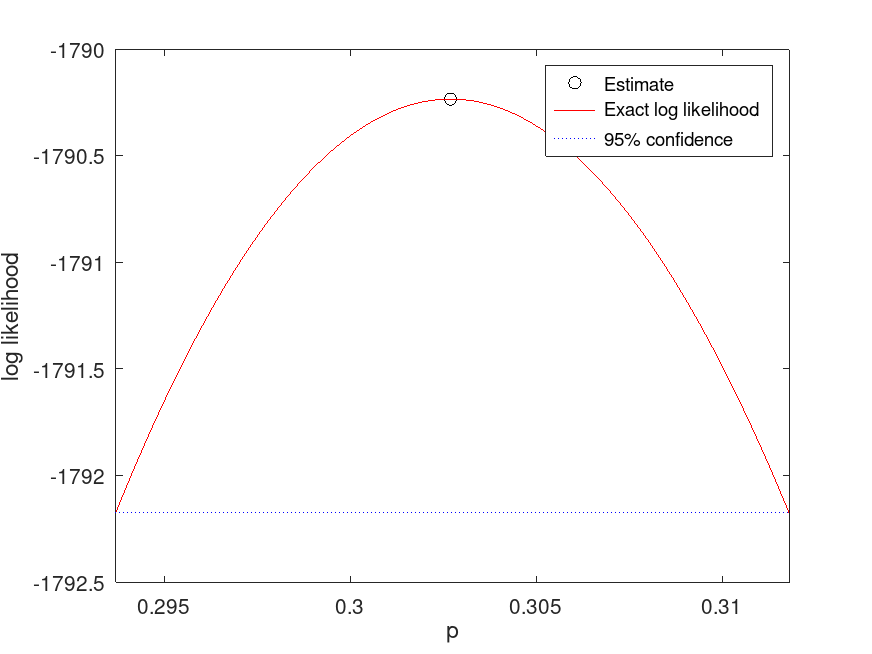 -1790
Estimate
Exact log likelihood
95% confidence
-1790.5
-1791
-1791.5
-1792
-1792.5
log likelihood
0.295
0.3
0.305
0.31
p